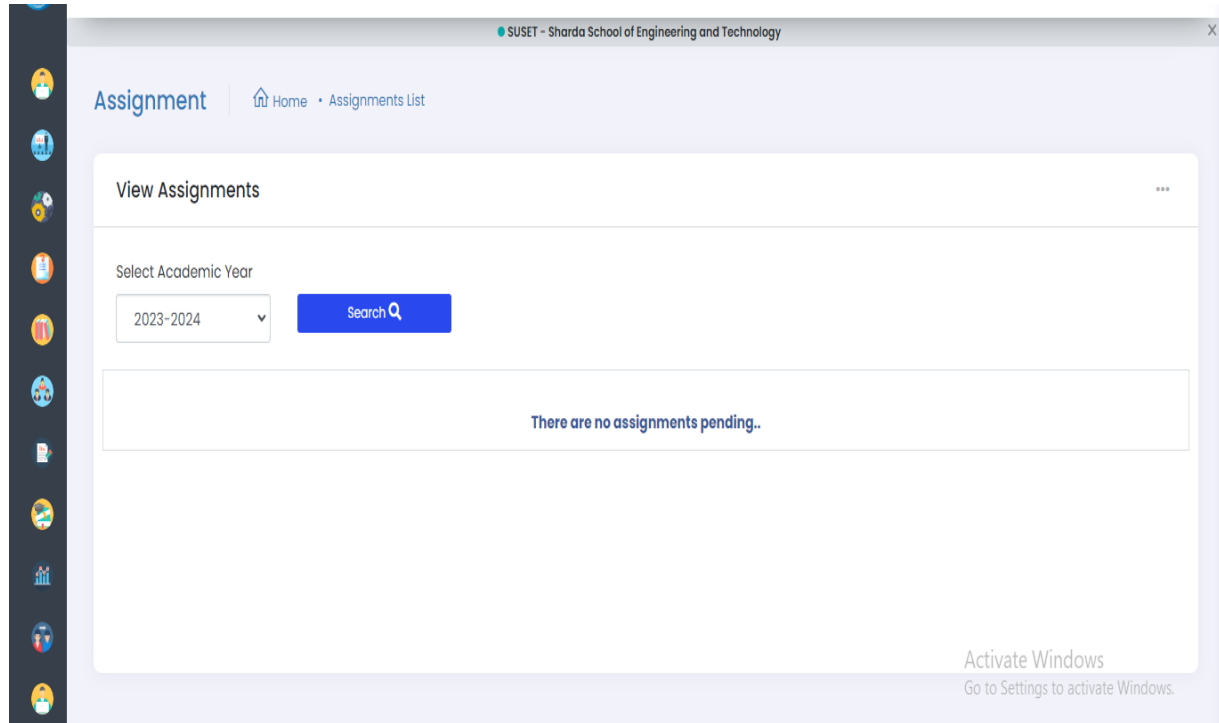 SUSET - Sharda School of Engineering and Technology X
Assignment Home • Assignments List
View Assignments
Select Academic Year
2023-2024 Search
There are no assignments pending..
Activate Windows
Go to Settings to activate Windows.